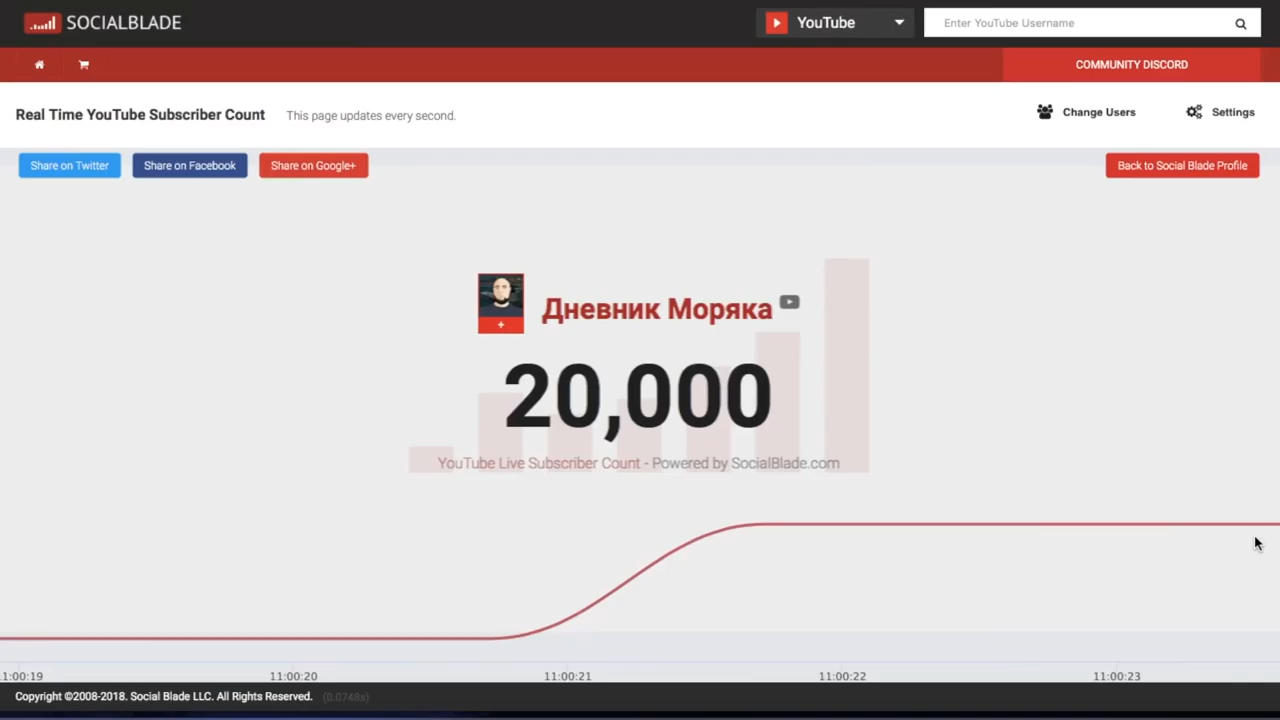 SOCIALBLADE
YouTube
Enter YouTube Username
COMMUNITY DISCORD
Real Time YouTube Subscriber Count
This page updates every second.
Change Users
Settings
Share on Twitter
Share on Facebook
Share on Google+
Back to Social Blade Profile
+
Дневник Моряка
20,000
YouTube Live Subscriber Count - Powered by SocialBlade.com
1:00:19
11:00:20
11:00:21
11:00:22
11:00:23
Copyright ©2008-2018. Social Blade LLC. All Rights Reserved.
(0.0748s)